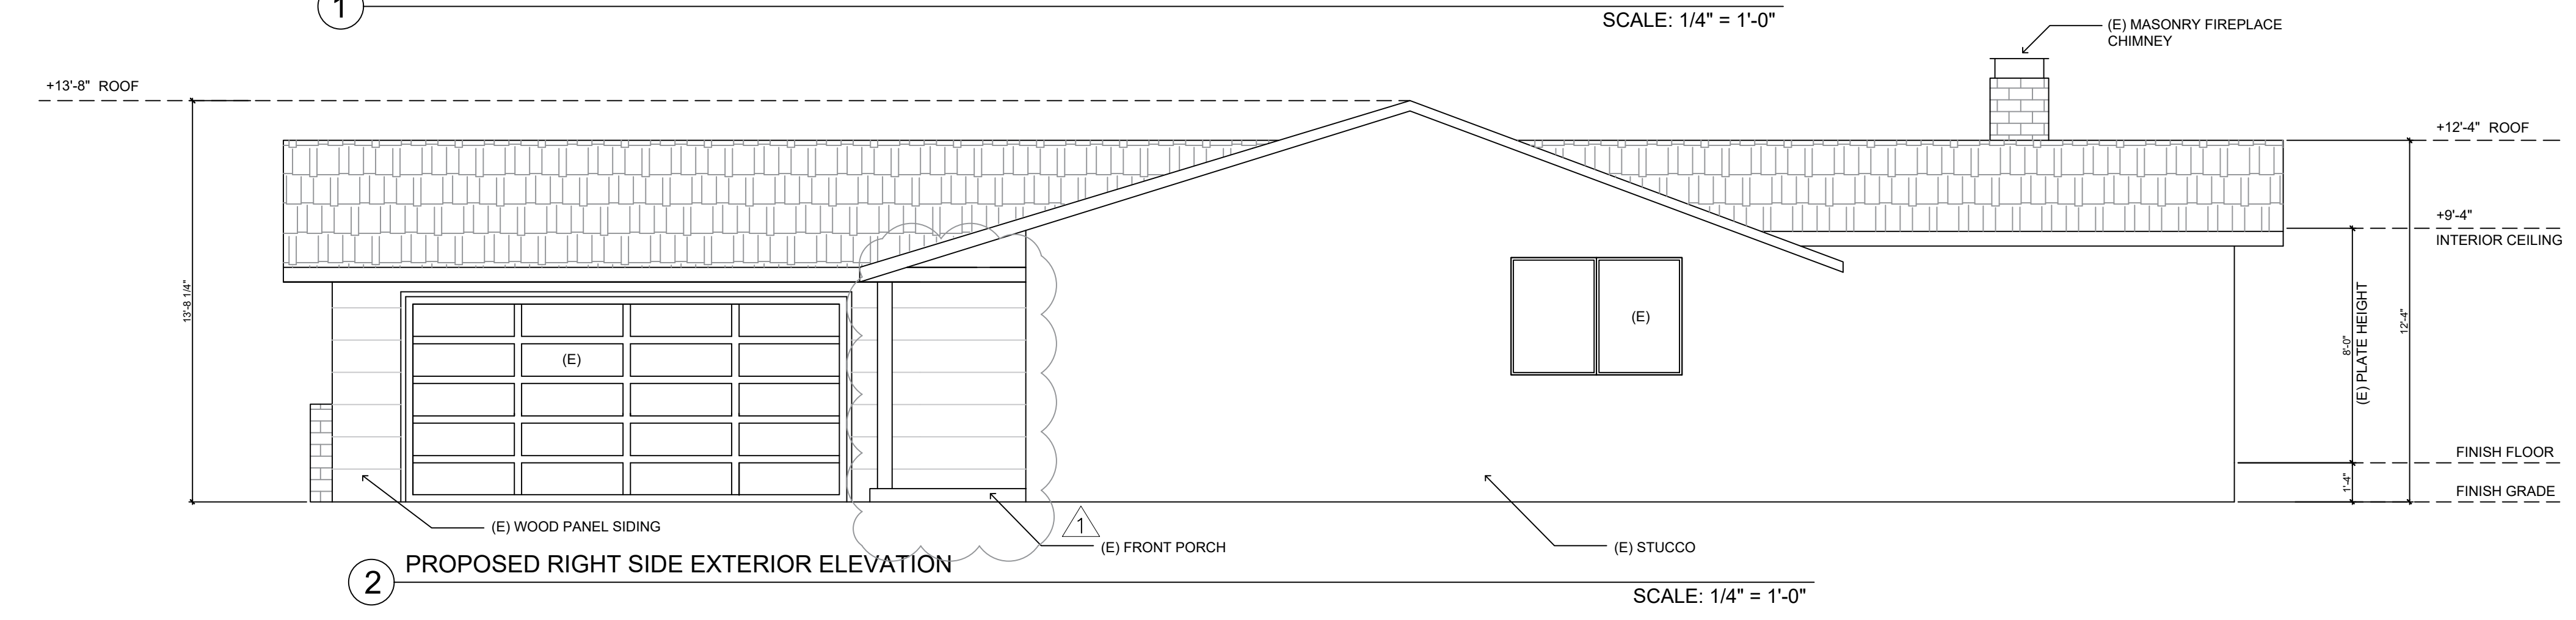 1
SCALE: 1/4" = 1'-0"
(E) MASONRY FIREPLACE
CHIMNEY
+13'-8" ROOF
+12'-4" ROOF
+9'-4"
INTERIOR CEILING
13'-8 1/4"
(E)
(E)
8'-0"
(E) PLATE HEIGHT
12'-4"
FINISH FLOOR
1'-4"
FINISH GRADE
(E) WOOD PANEL SIDING
1
(E) FRONT PORCH
(E) STUCCO
2
PROPOSED RIGHT SIDE EXTERIOR ELEVATION
SCALE: 1/4" = 1'-0"